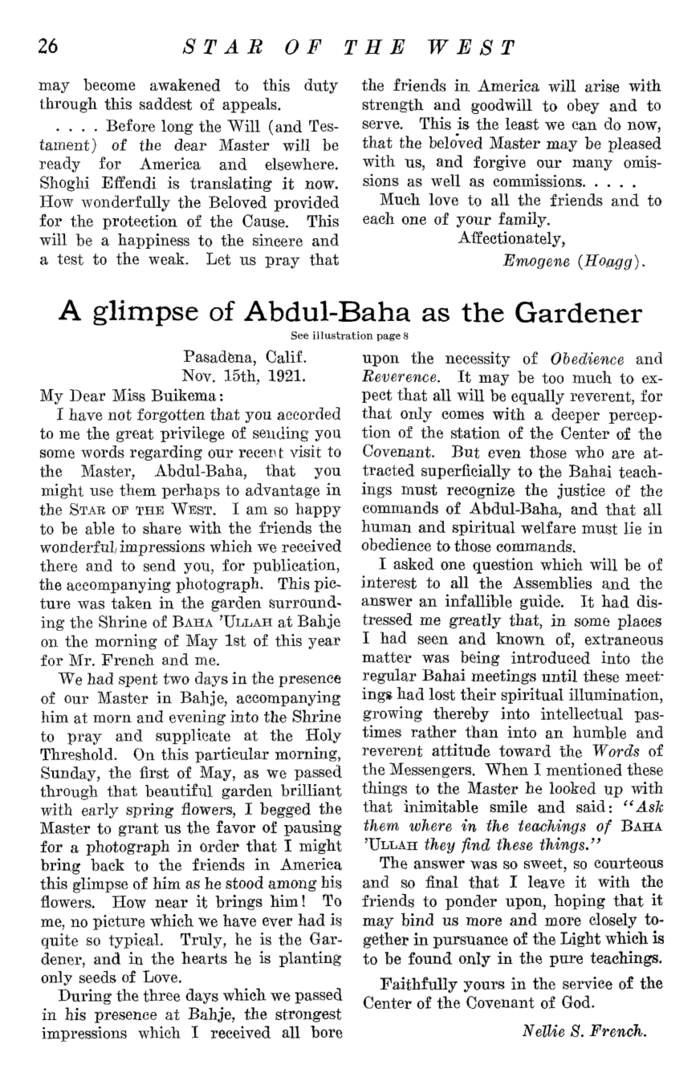 26 STAR OF THE WEST
may become awakened to this duty
through this saddest of appeals.
. . . . Before long the Will (and Tes-
tament) of the dear Master will be
ready for America and elsewhere.
Shoghi Effendi is translating it now.
How wonderfully the Beloved provided
for the protection of the Cause. This
will be a happiness to the sincere and
a test to the weak. Let us pray that
the friends in America will arise with
strength and goodwill to obey and to
serve. This is the least we can do now,
that the beloved Master may be pleased
with us, and forgive our many omis-
sions as well as commissions. . . . .
Much love to all the friends and to
each one of your family.
Affectionately,
Emogene (Hoagg).
A glimpse of Abdul-Baha as the Gardener
See illustration page 8
Pasadena, Calif.
Nov. 15th, 1921.
My Dear Miss Buikema:
I have not forgotten that you accorded
to me the great privilege of sending you
some words regarding our recent visit to
the Master, Abdul-Baha, that you
might use them perhaps to advantage in
the STAR OF THE WEST. I am so happy
to be able to share with the friends the
wonderful impressions which we received
there and to send you, for publication,
the accompanying photograph. This pic-
ture was taken in the garden surround-
ing the Shrine of BAHA 'ULLAH at Bahje
on the morning of May 1st of this year
for Mr. French and me.
We had spent two days in the presence
of our Master in Bahje, accompanying
him at morn and evening into the Shrine
to pray and supplicate at the Holy
Threshold. On this particular morning,
Sunday, the first of May, as we passed
through that beautiful garden brilliant
with early spring flowers, I begged the
Master to grant us the favor of pausing
for a photograph in order that I might
bring back to the friends in America
this glimpse of him as he stood among his
flowers. How near it brings him! To
me, no picture which we have ever had is
quite so typical. Truly, he is the Gar-
dener, and in the hearts he is planting
only seeds of Love.
During the three days which we passed
in his presence at Bahje, the strongest
impressions which I received all bore
upon the necessity of Obedience and
Reverence. It may be too much to ex-
pect that all will be equally reverent, for
that only comes with a deeper percep-
tion of the station of the Center of the
Covenant. But even those who are at-
tracted superficially to the Bahai teach-
ings must recognize the justice of the
commands of Abdul-Baha, and that all
human and spiritual welfare must lie in
obedience to those commands.
I asked one question which will be of
interest to all the Assemblies and the
answer an infallible guide. It had dis-
tressed me greatly that, in some places
I had seen and known of, extraneous
matter was being introduced into the
regular Bahai meetings until these meet-
ings had lost their spiritual illumination,
growing thereby into intellectual pas-
times rather than into an humble and
reverent attitude toward the Words of
the Messengers. When I mentioned these
things to the Master he looked up with
that inimitable smile and said: "Ask
them where in the teachings of BAHA
'ULLAH they find these things."
The answer was so sweet, so courteous
and so final that I leave it with the
friends to ponder upon, hoping that it
may bind us more and more closely to-
gether in pursuance of the Light which is
to be found only in the pure teachings.
Faithfully yours in the service of the
Center of the Covenant of God.
Nellie S. French.